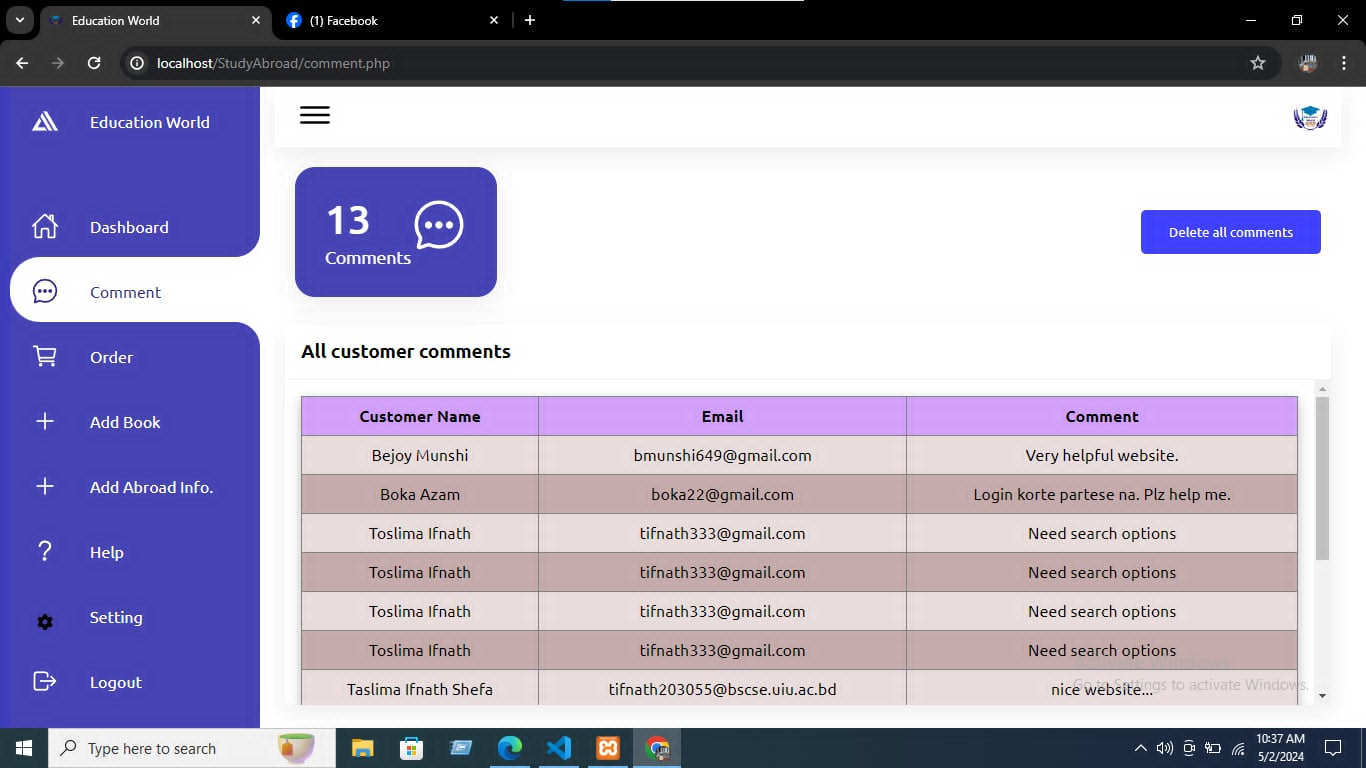 Education World
(1) Facebook
localhost/StudyAbroad/comment.php
Education World
Dashboard
Comment
Order
Add Book
Add Abroad Info.
Help
Setting
Logout
13
Comments
Delete all comments
All customer comments
Customer Name Email Comment
Bejoy Munshi bmunshi649@gmail.com Very helpful website.
Boka Azam boka22@gmail.com Login korte partese na. Plz help me.
Toslima Ifnath tifnath333@gmail.com Need search options
Toslima Ifnath tifnath333@gmail.com Need search options
Toslima Ifnath tifnath333@gmail.com Need search options
Toslima Ifnath tifnath333@gmail.com Need search options
Taslima Ifnath Shefa tifnath203055@bscse.uiu.ac.bd nice website...
Activate Windows
Go to Settings to activate Windows.
Type here to search
10:37 AM
5/2/2024